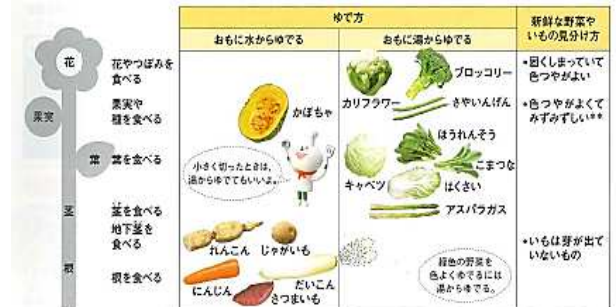 ゆで方
新鮮な野菜や
いもの見分け方
おもに水からゆでる
おもに湯からゆでる
花
花やつぼみを
食べる
カリフラワー
ブロッコリー
•固くしまっていて
色つやがよい
果実
果実や
種を食べる
かぼちゃ
さやいんげん
•色つやがよくて
みずみずしい**
葉
葉を食べる
小さく切ったときは、
湯からゆでてもいいよ。
ほうれんそう
こまつな
キャベツ
はくさい
茎
茎を食べる
地下茎を
食べる
アスパラガス
れんこん
じゃがいも
•いもは芽が出て
いないもの
根
根を食べる
にんじん
だいこん
さつまいも
緑色の野菜を
色よくゆでるには
湯からゆでる。